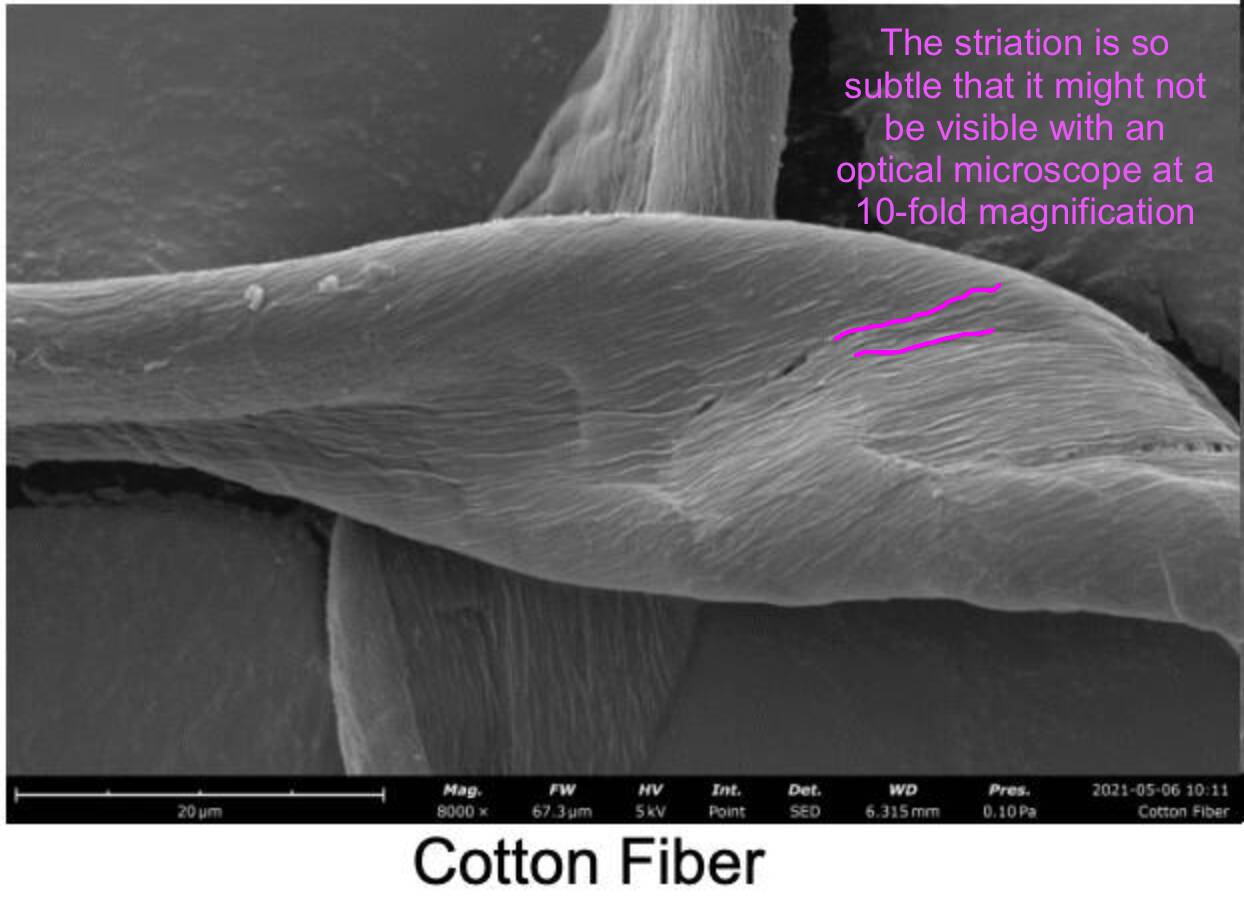 The striation is so
subtle that it might not
be visible with an
optical microscope at a
10-fold magnification
20 µm
Mag. FW HV Int. Det. WD Pres. 2021-05-06 10:11
8000 x 67.3 µm 5 kV Point SED 6.315 mm 0.10 Pa Cotton Fiber
Cotton Fiber